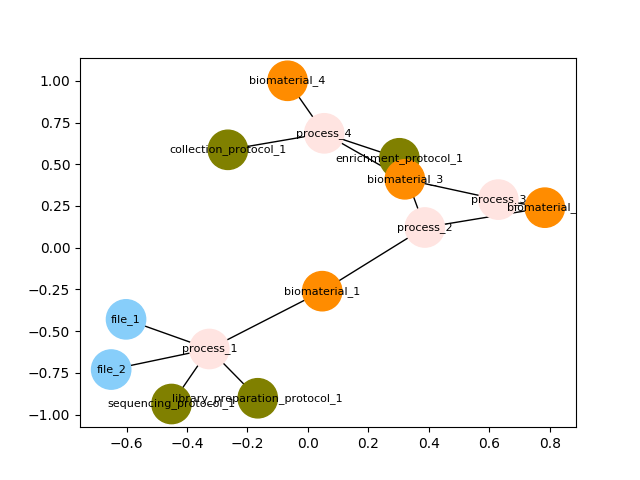 1.00
0.75
0.50
0.25
0.00
−0.25
−0.50
−0.75
−1.00
biomaterial_4
process_4
collection_protocol_1
enrichment_protocol_1
biomaterial_3
process_3
biomaterial_
process_2
biomaterial_1
file_1
process_1
file_2
library_preparation_protocol_1
sequencing_protocol_1
−0.6
−0.4
−0.2
0.0
0.2
0.4
0.6
0.8